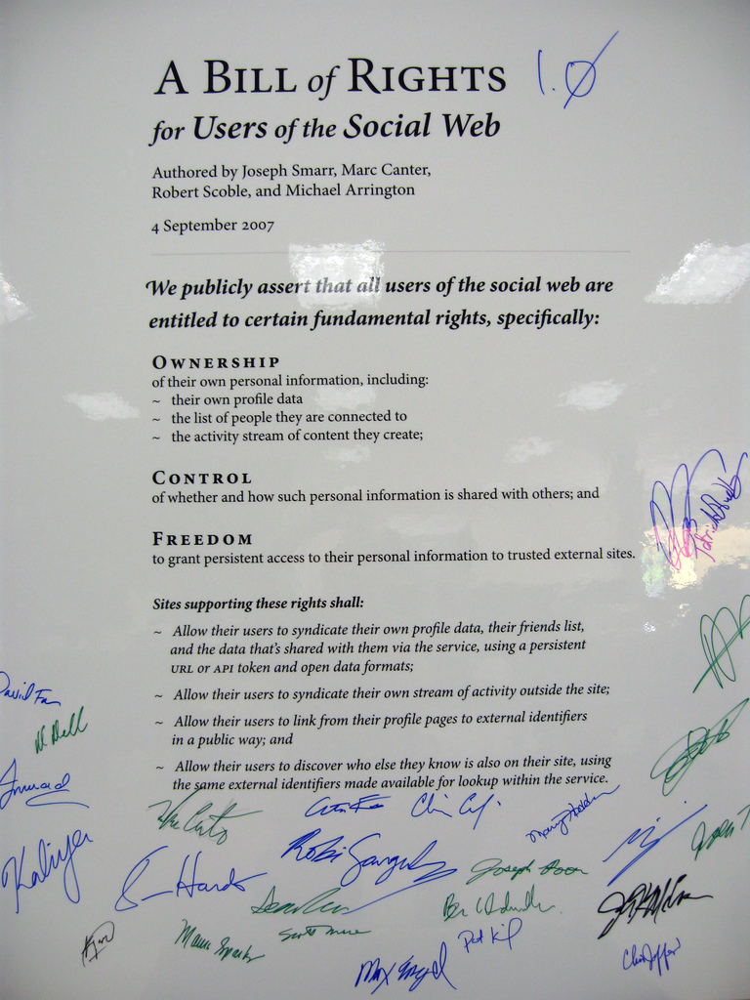 A BILL of RIGHTS 1.0
for Users of the Social Web
Authored by Joseph Smarr, Marc Canter,
Robert Scoble, and Michael Arrington
4 September 2007
We publicly assert that all users of the social web are
entitled to certain fundamental rights, specifically:
OWNERSHIP
of their own personal information, including:
~ their own profile data
~ the list of people they are connected to
~ the activity stream of content they create;
CONTROL
of whether and how such personal information is shared with others; and
FREEDOM
to grant persistent access to their personal information to trusted external sites.
Sites supporting these rights shall:
~ Allow their users to syndicate their own profile data, their friends list,
and the data that's shared with them via the service, using a persistent
URL or API token and open data formats;
~ Allow their users to syndicate their own stream of activity outside the site;
~ Allow their users to link from their profile pages to external identifiers
in a public way; and
~ Allow their users to discover who else they know is also on their site, using
the same external identifiers made available for lookup within the service.
Kaliya